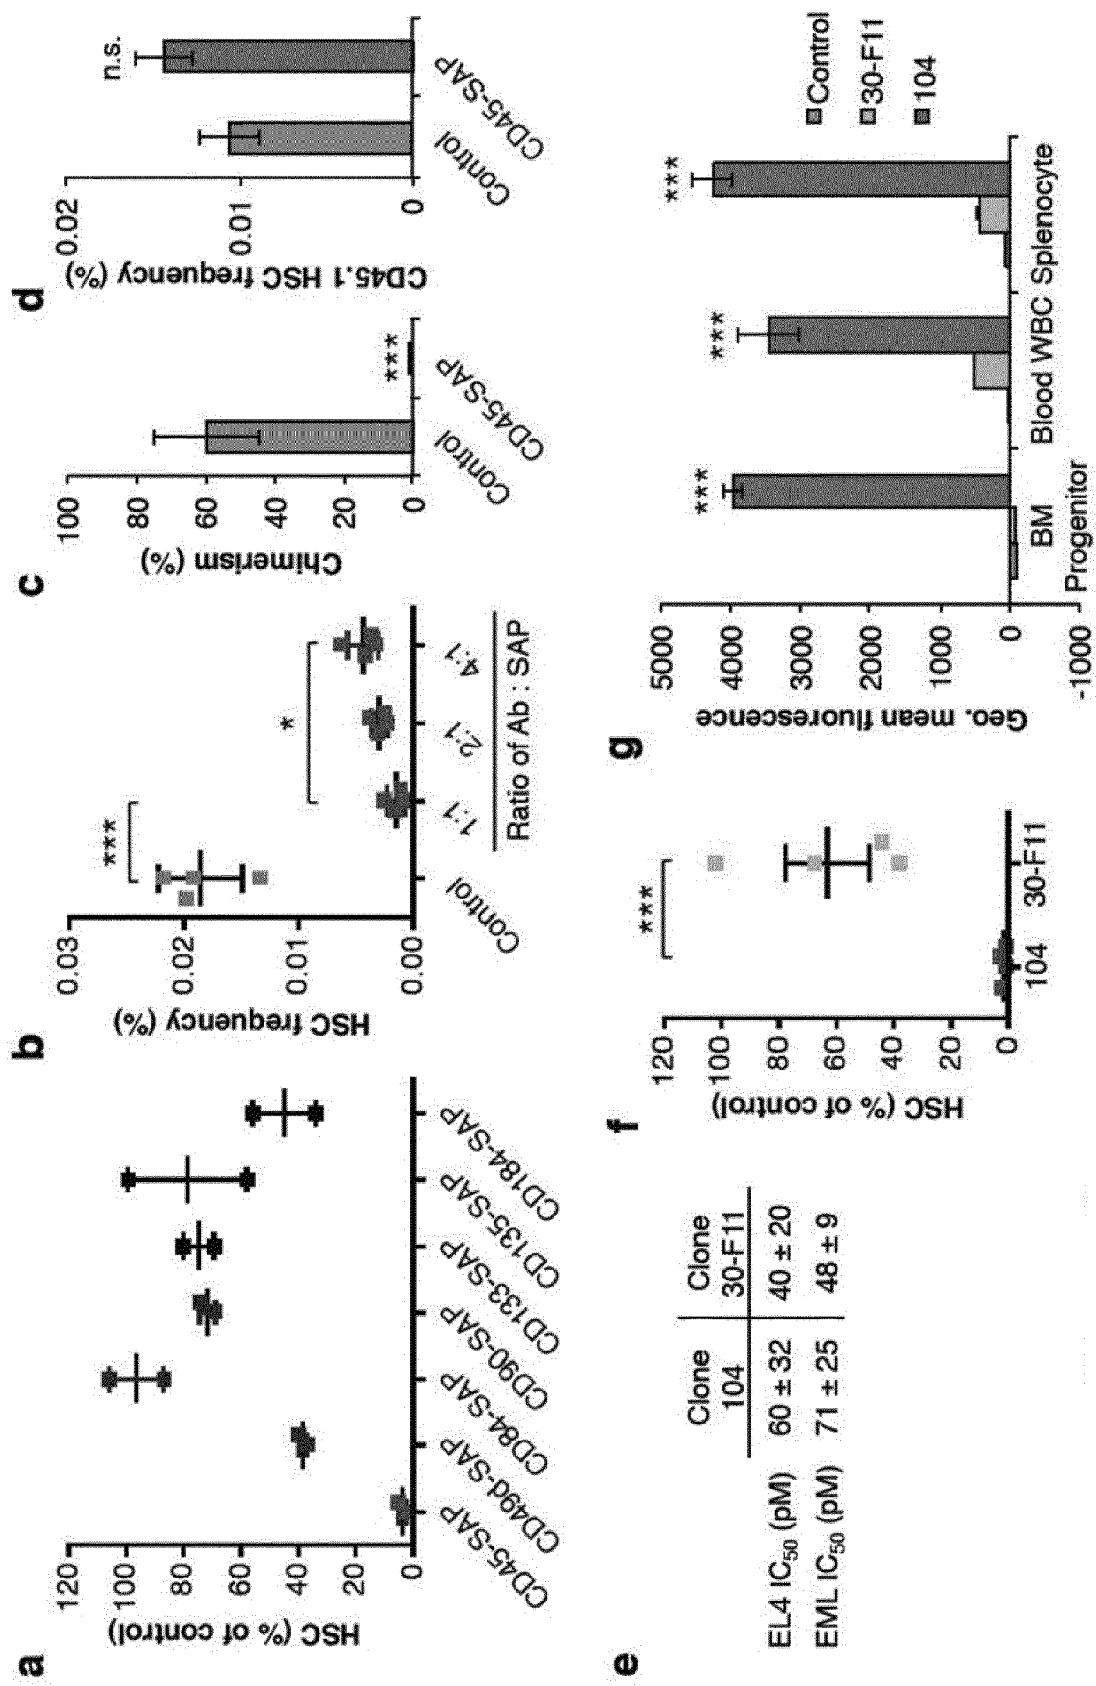 a
HSC (% of control)
120
100
80
60
40
20
0
CD45-SAP
CD49d-SAP
CD84-SAP
CD90-SAP
CD133-SAP
CD135-SAP
CD184-SAP
b
HSC frequency (%)
0.03
0.02
0.01
0.00
***
*
Control
1:1
2:1
4:1
Ratio of Ab : SAP
c
Chimerism (%)
100
80
60
40
20
0
***
Control
CD45-SAP
d
CD45.1 HSC frequency (%)
0.02
0.01
0
n.s.
Control
CD45-SAP
e
Clone 104
Clone 30-F11
EL4 IC50 (pM) 60 ± 32 40 ± 20
EML IC50 (pM) 71 ± 25 48 ± 9
f
HSC (% of control)
120
100
80
60
40
20
0
***
104
30-F11
g
Geo. mean fluorescence
5000
4000
3000
2000
1000
0
-1000
***
***
***
BM
Progenitor
Blood WBC
Splenocyte
Control
30-F11
104